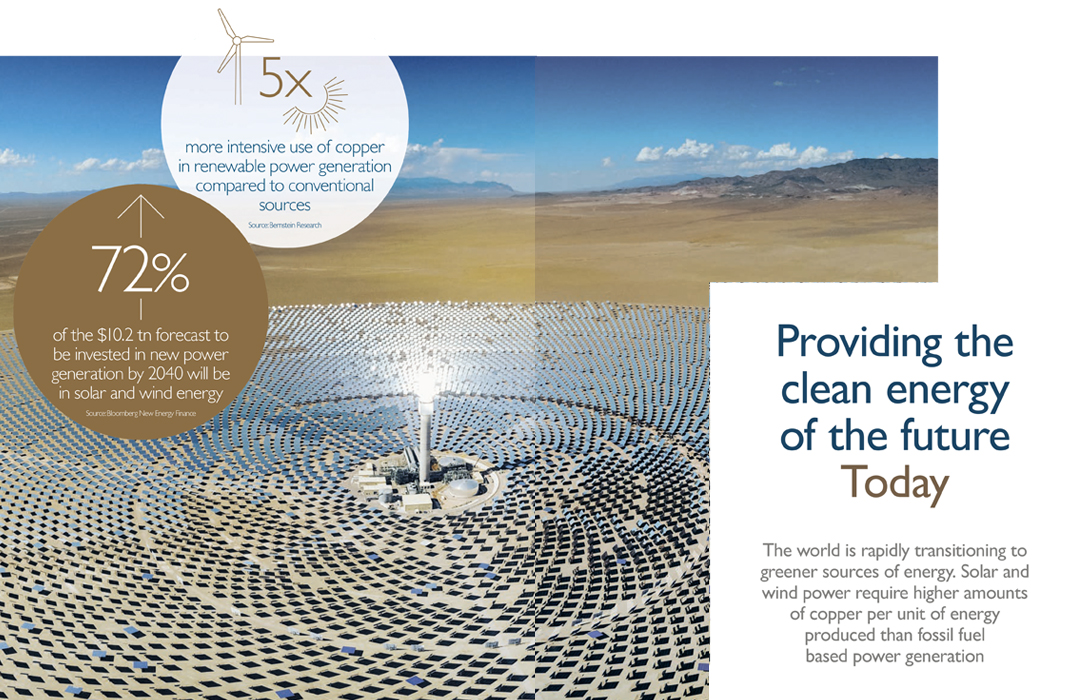 5x
more intensive use of copper
in renewable power generation
compared to conventional
sources
Source: Bernstein Research
72%
of the $10.2 tn forecast to
be invested in new power
generation by 2040 will be
in solar and wind energy
Source: Bloomberg New Energy Finance
Providing the
clean energy
of the future
Today
The world is rapidly transitioning to
greener sources of energy. Solar and
wind power require higher amounts
of copper per unit of energy
produced than fossil fuel
based power generation